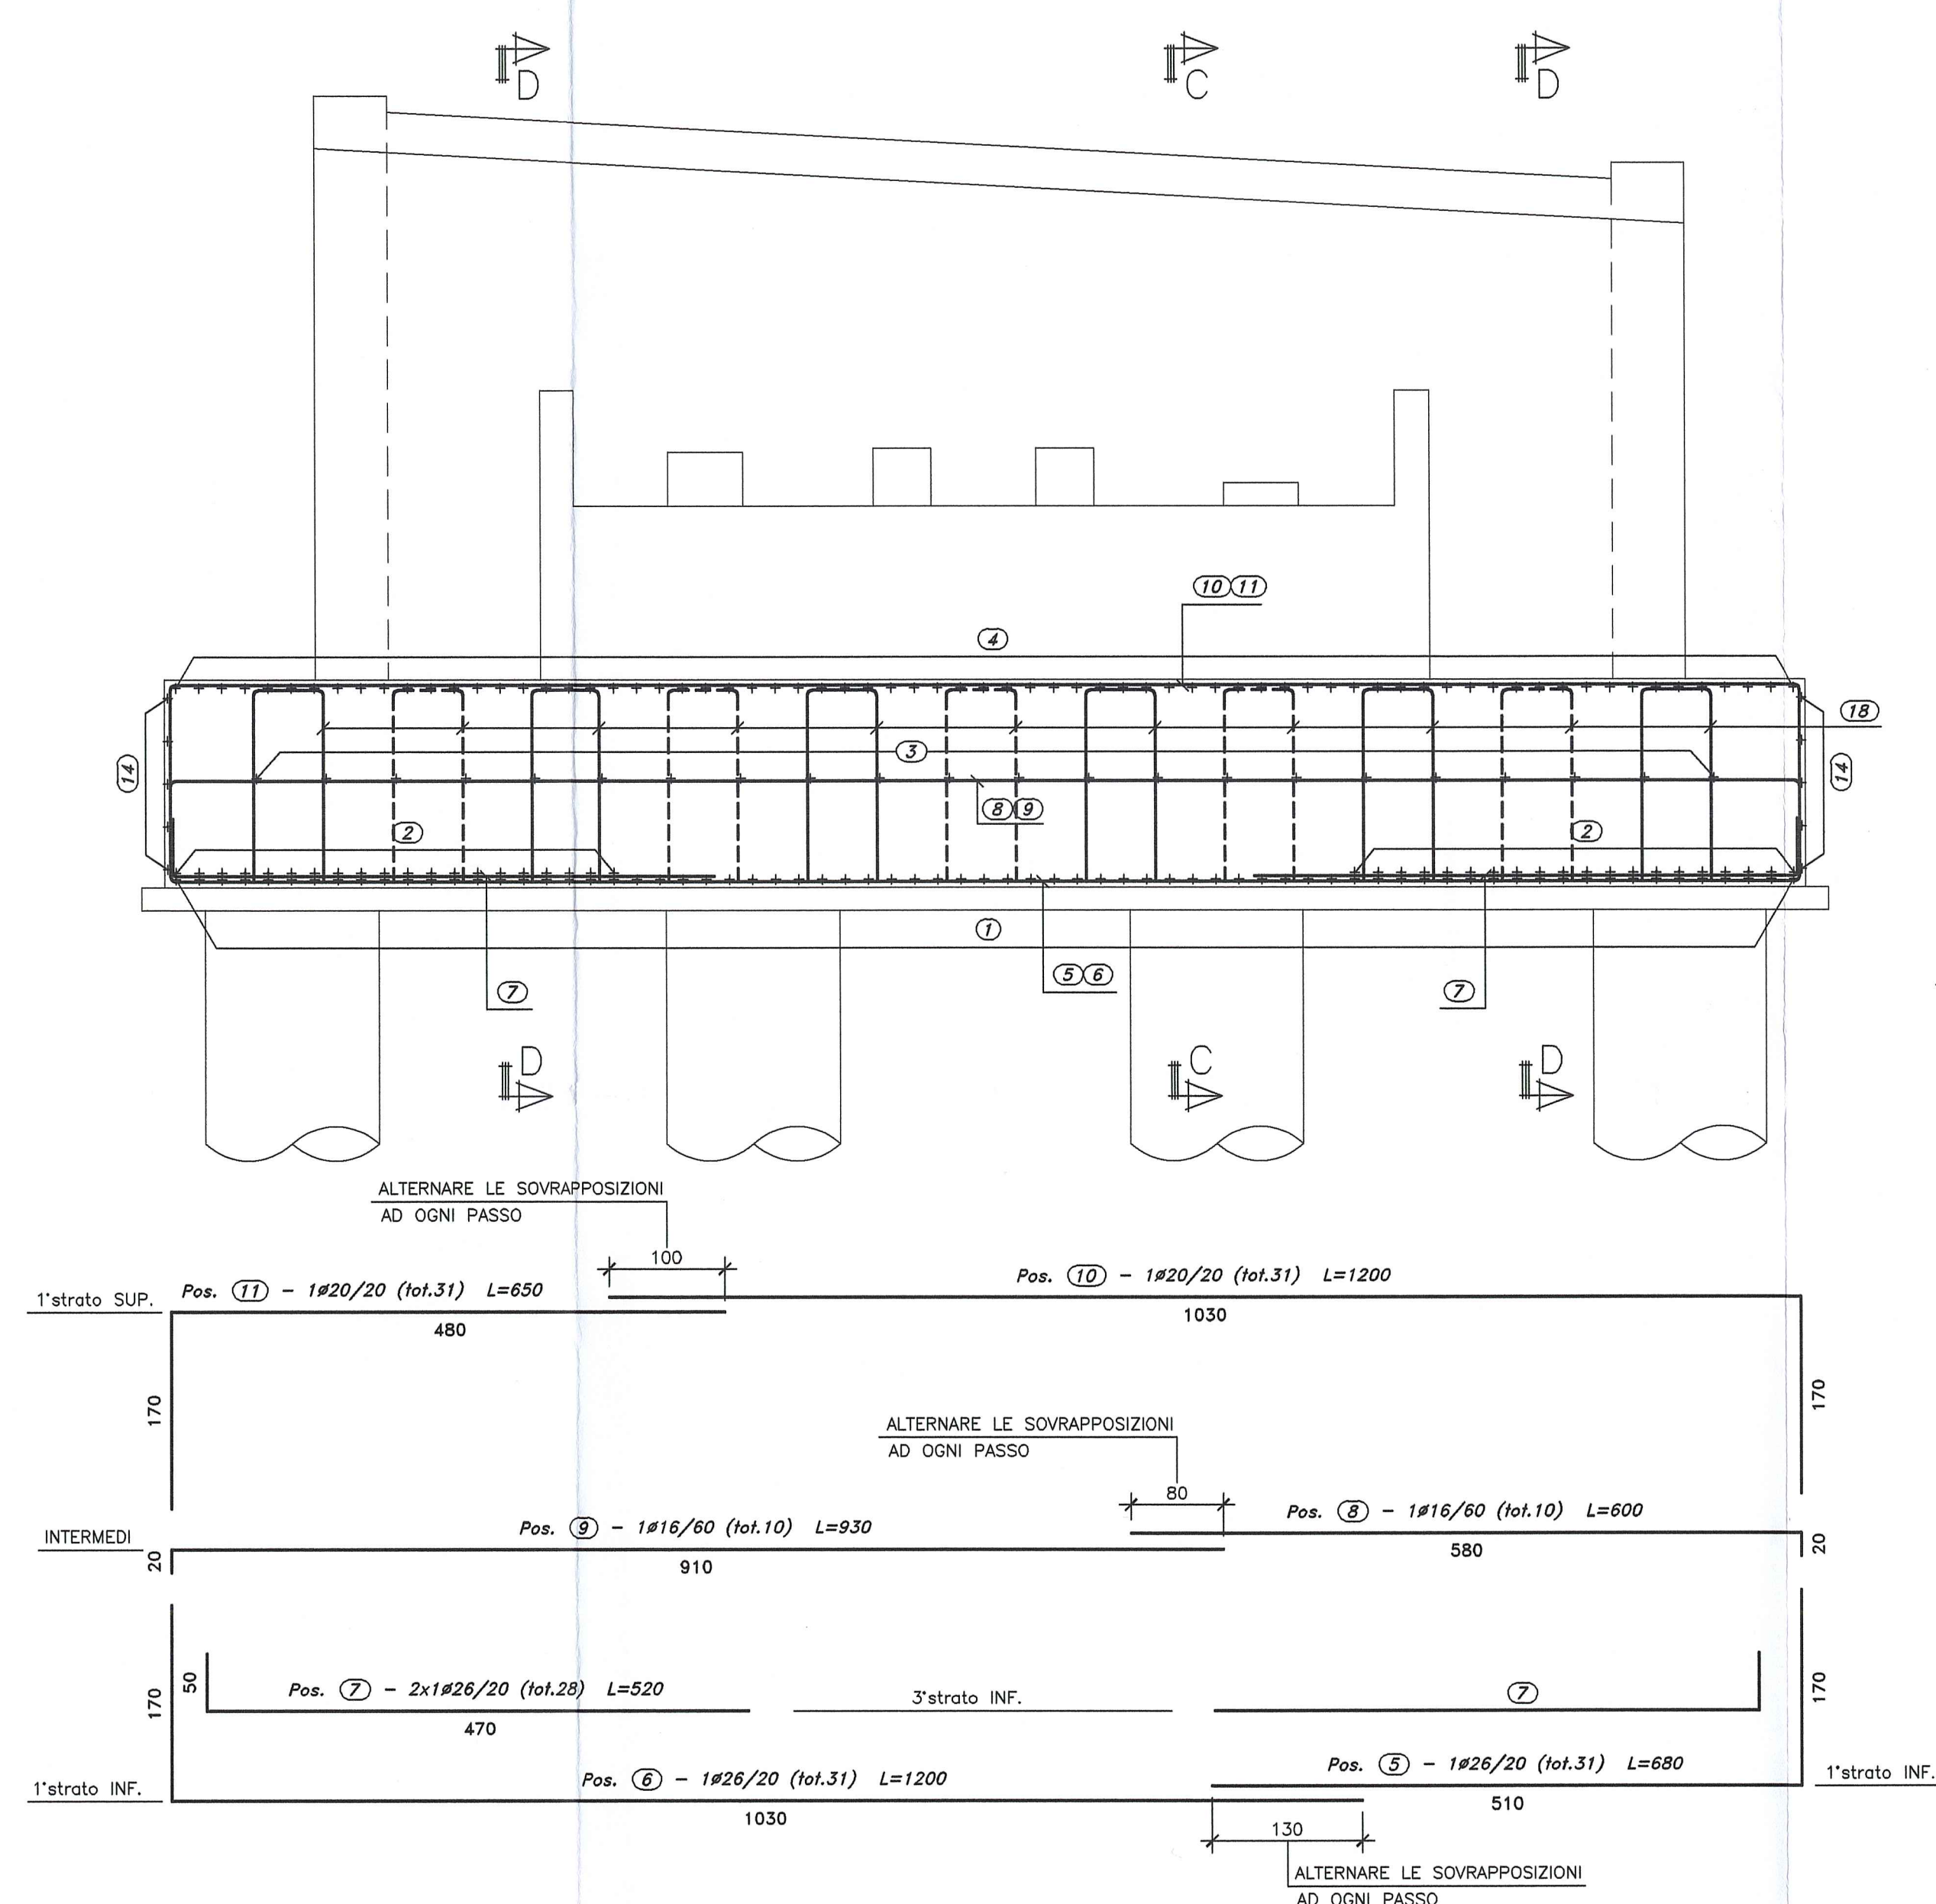 D
C
D
10 11
4
18
3
14
14
8 9
2
2
1
5 6
7
7
D
C
D
ALTERNARE LE SOVRAPPOSIZIONI
AD OGNI PASSO
100
Pos. 11 - 1ø20/20 (tot.31) L=650
Pos. 10 - 1ø20/20 (tot.31) L=1200
1°strato SUP.
480
1030
170
170
ALTERNARE LE SOVRAPPOSIZIONI
AD OGNI PASSO
80
Pos. 9 - 1ø16/60 (tot.10) L=930
Pos. 8 - 1ø16/60 (tot.10) L=600
INTERMEDI
20
910
580
20
50
170
Pos. 7 - 2x1ø26/20 (tot.28) L=520
3°strato INF.
7
170
470
Pos. 6 - 1ø26/20 (tot.31) L=1200
Pos. 5 - 1ø26/20 (tot.31) L=680
1°strato INF.
1°strato INF.
1030
510
130
ALTERNARE LE SOVRAPPOSIZIONI
AD OGNI PASSO